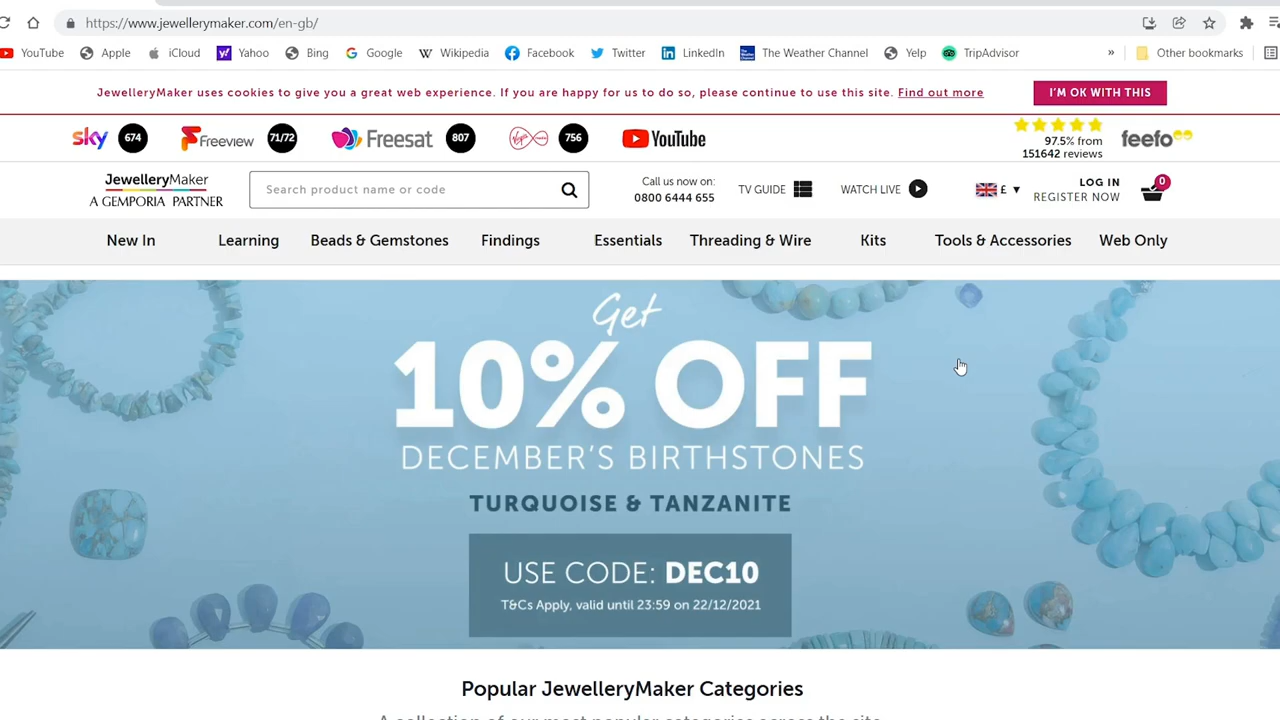 https://www.jewellerymaker.com/en-gb/
YouTube Apple iCloud Yahoo Bing Google Wikipedia Facebook Twitter LinkedIn The Weather Channel Yelp TripAdvisor » Other bookmarks
JewelleryMaker uses cookies to give you a great web experience. If you are happy for us to do so, please continue to use this site. Find out more
I'M OK WITH THIS
sky 674 Freeview 71/72 freesat 807 756 YouTube
97.5% from
151642 reviews
feefo
JewelleryMaker
A GEMPORIA PARTNER
Search product name or code
Call us now on:
0800 6444 655
TV GUIDE
WATCH LIVE
£
LOG IN
REGISTER NOW
0
New In Learning Beads & Gemstones Findings Essentials Threading & Wire Kits Tools & Accessories Web Only
Get
10% OFF
DECEMBER'S BIRTHSTONES
TURQUOISE & TANZANITE
USE CODE: DEC10
T&Cs Apply, valid until 23:59 on 22/12/2021
Popular JewelleryMaker Categories
A collection of our most popular categories across the site